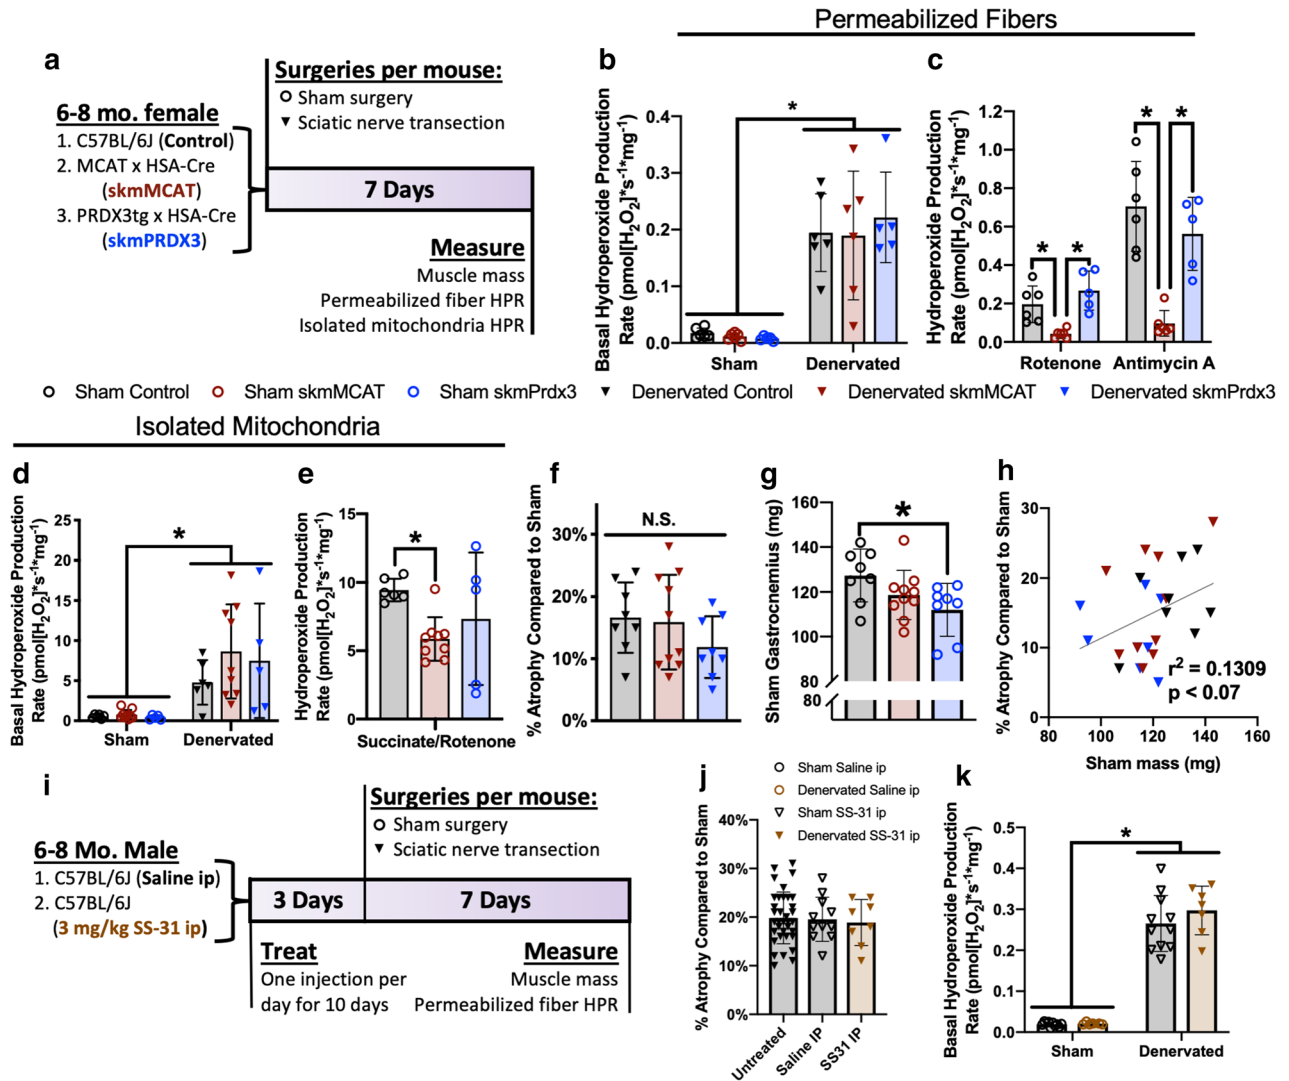 Permeabilized Fibers
a
Surgeries per mouse:
Sham surgery
Sciatic nerve transection
6-8 mo. female
1. C57BL/6J (Control)
2. MCAT x HSA-Cre
(skmMCAT)
3. PRDX3tg x HSA-Cre
(skmPRDX3)
7 Days
Measure
Muscle mass
Permeabilized fiber HPR
Isolated mitochondria HPR
b
Basal Hydroperoxide Production
Rate (pmol[H2O2]*s-1*mg-1)
0.4
0.3
0.2
0.1
0.0
*
Sham
Denervated
c
Hydroperoxide Production
Rate (pmol[H2O2]*s-1*mg-1)
1.2
1.0
0.8
0.6
0.4
0.2
0.0
* *
* *
Rotenone
Antimycin A
Sham Control
Sham skmMCAT
Sham skmPrdx3
Denervated Control
Denervated skmMCAT
Denervated skmPrdx3
Isolated Mitochondria
d
Basal Hydroperoxide Production
Rate (pmol[H2O2]*s-1*mg-1)
25
20
15
10
5
0
*
Sham
Denervated
e
Hydroperoxide Production
Rate (pmol[H2O2]*s-1*mg-1)
15
10
5
0
*
Succinate/Rotenone
f
% Atrophy Compared to Sham
30%
20%
10%
0%
N.S.
g
Sham Gastrocnemius (mg)
160
140
120
100
80
80
*
h
% Atrophy Compared to Sham
30
20
10
0
r2 = 0.1309
p < 0.07
80
100
120
140
160
Sham mass (mg)
i
Surgeries per mouse:
Sham surgery
Sciatic nerve transection
6-8 Mo. Male
1. C57BL/6J (Saline ip)
2. C57BL/6J
(3 mg/kg SS-31 ip)
3 Days
7 Days
Treat
One injection per
day for 10 days
Measure
Muscle mass
Permeabilized fiber HPR
j
Sham Saline ip
Denervated Saline ip
Sham SS-31 ip
Denervated SS-31 ip
% Atrophy Compared to Sham
40%
30%
20%
10%
0%
Untreated
Saline IP
SS31 IP
k
Basal Hydroperoxide Production
Rate (pmol[H2O2]*s-1*mg-1)
0.5
0.4
0.3
0.2
0.1
0.0
*
Sham
Denervated